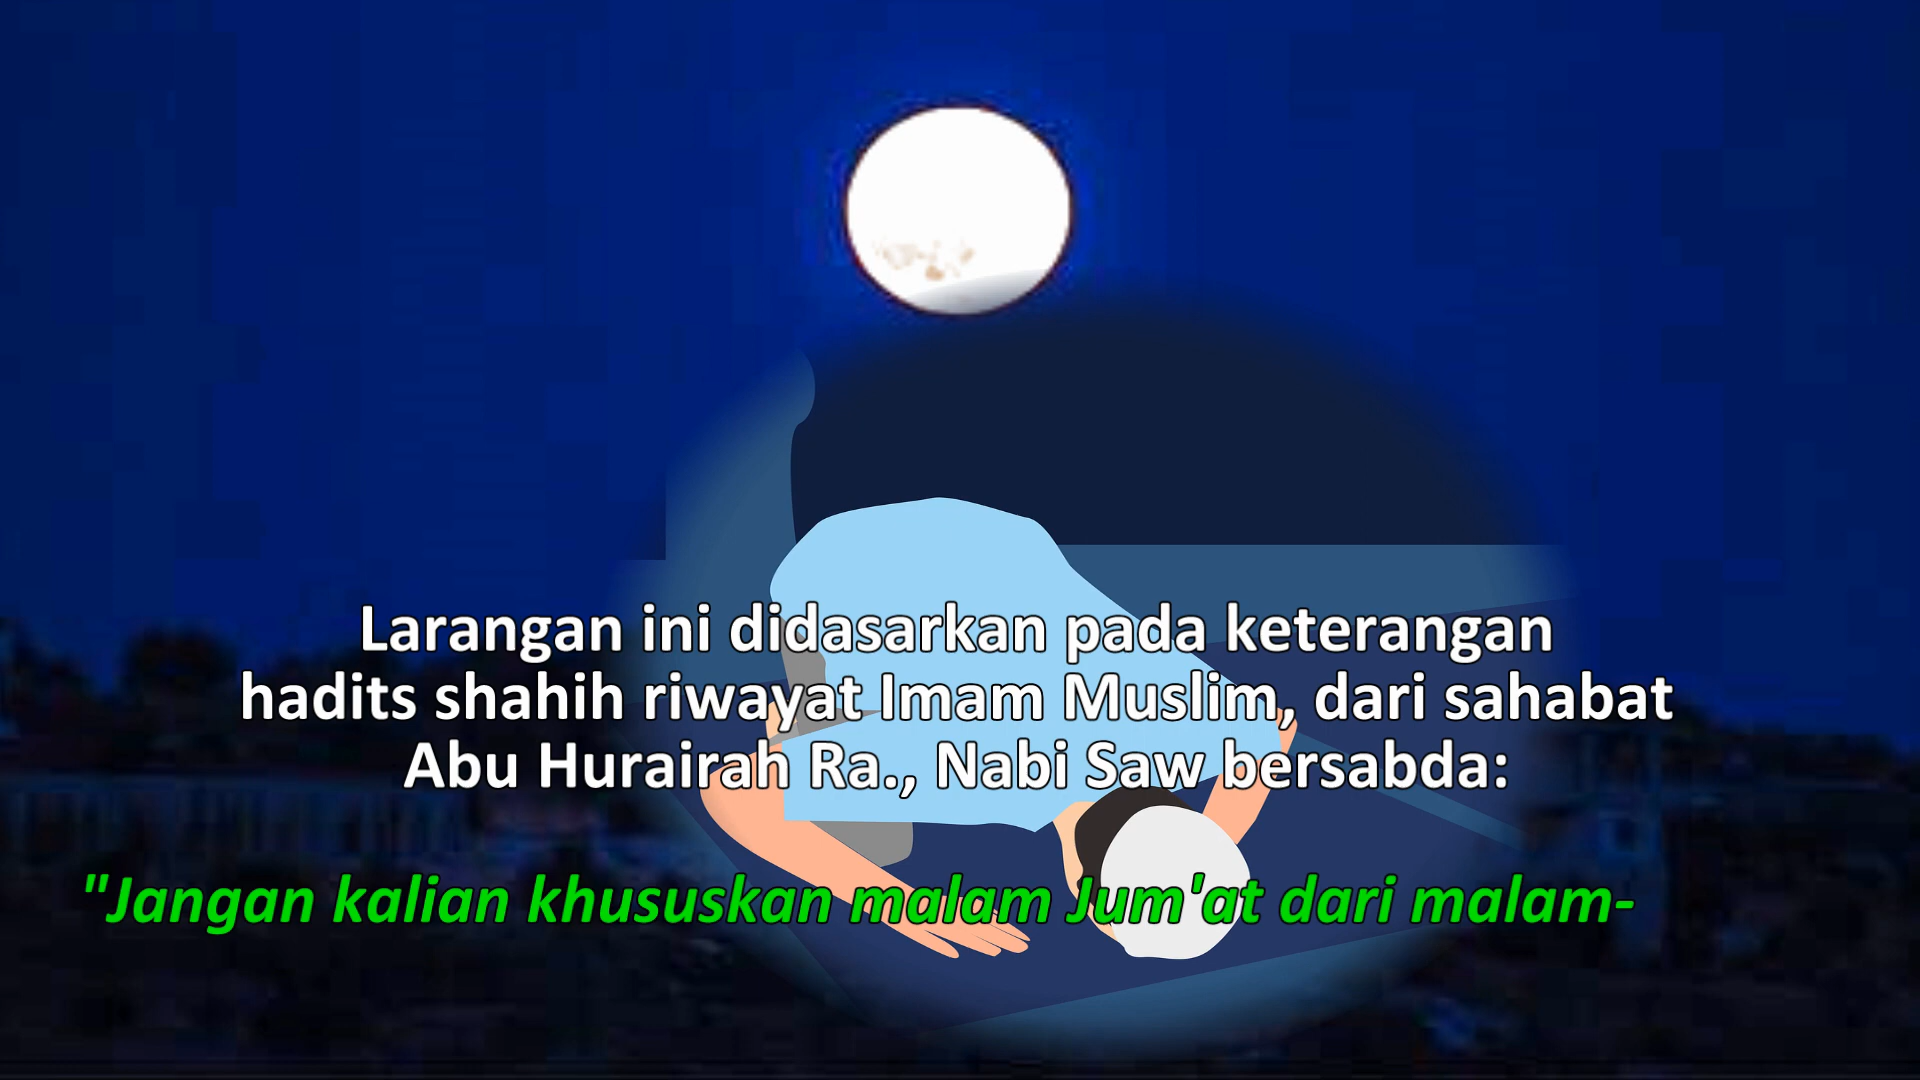 Larangan ini didasarkan pada keterangan
hadits shahih riwayat Imam Muslim, dari sahabat
Abu Hurairah Ra., Nabi Saw bersabda:
"Jangan kalian khususkan malam Jum'at dari malam-